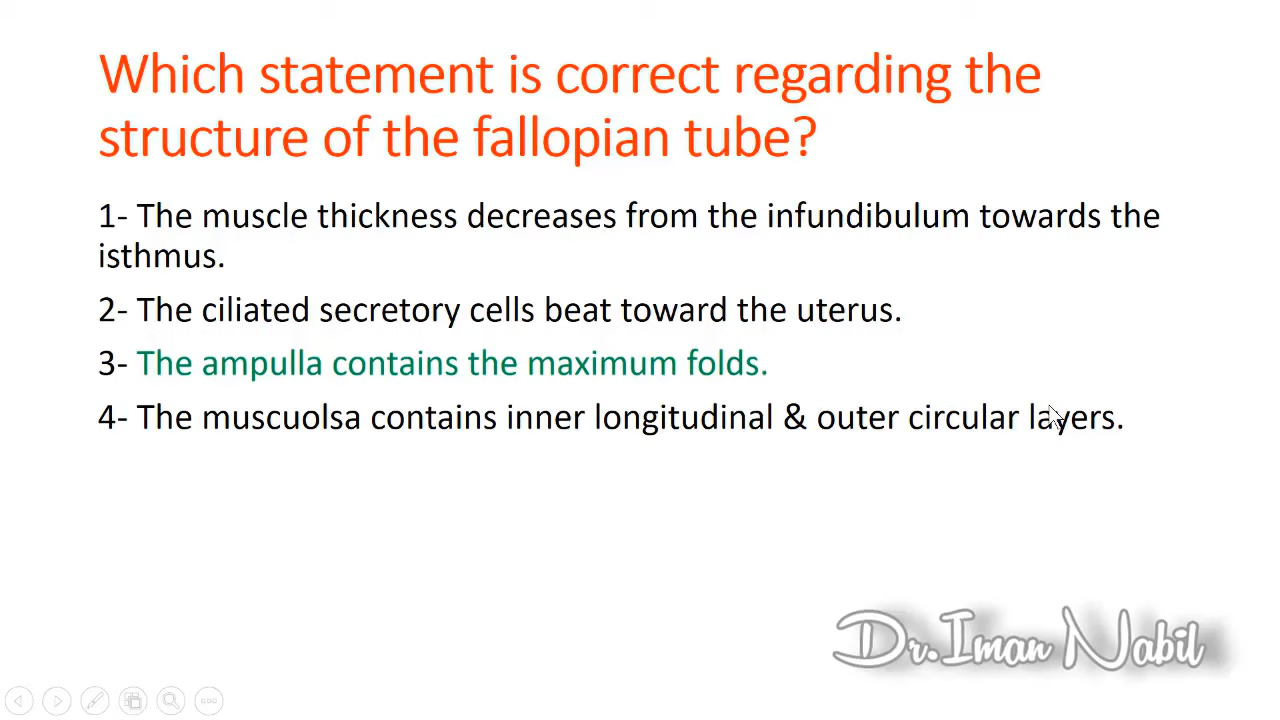 Which statement is correct regarding the
structure of the fallopian tube?
1- The muscle thickness decreases from the infundibulum towards the
isthmus.
2- The ciliated secretory cells beat toward the uterus.
3- The ampulla contains the maximum folds.
4- The muscuolsa contains inner longitudinal & outer circular layers.
Dr.Iman Nabil